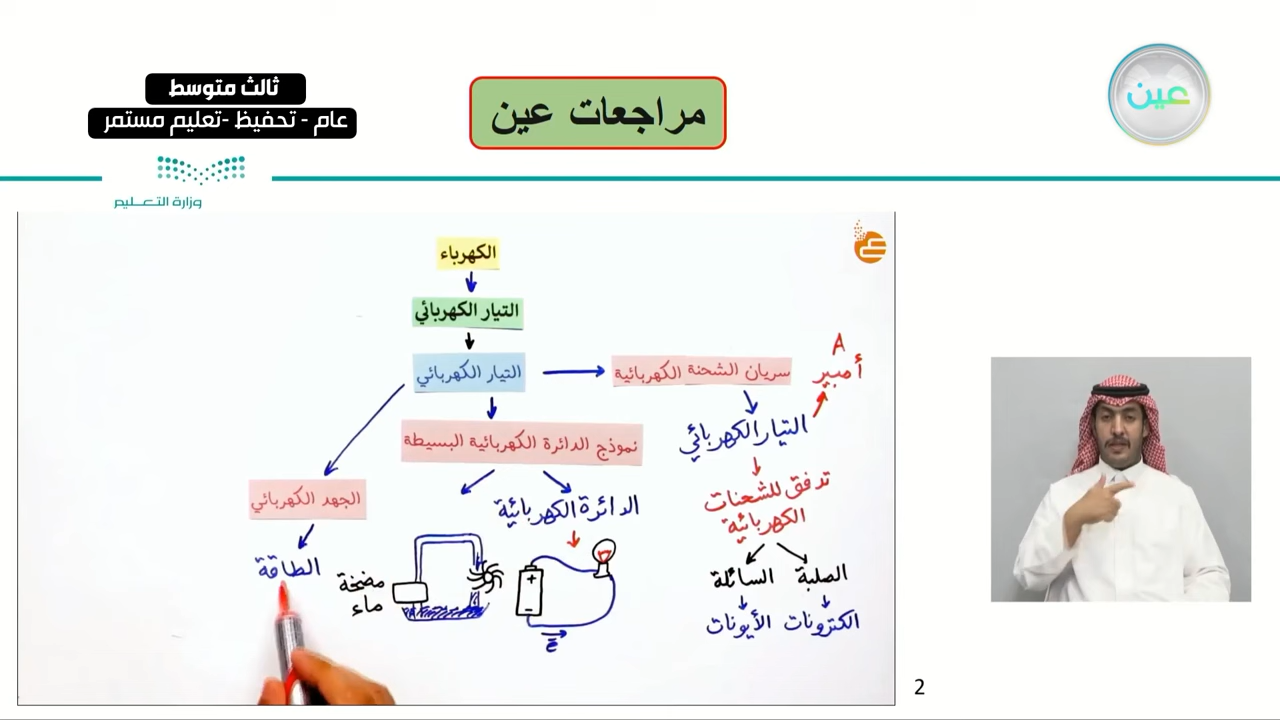 ثالث متوسط
عام - تحفيظ -تعليم مستمر
مراجعات عين
عين
وزارة التعـــليم
الكهرباء
التيار الكهربائي
التيار الكهربائي
سريان الشحنة الكهربائية
A
أمبير
نموذج الدائرة الكهربائية البسيطة
التيار الكهربائي
تدفق للشحنات
الكهربائية
الصلبة
السائلة
الكترونات
الأيونات
الدائرة الكهربائية
+
-
e
مضخة
ماء
الجهد الكهربائي
الطاقة
2